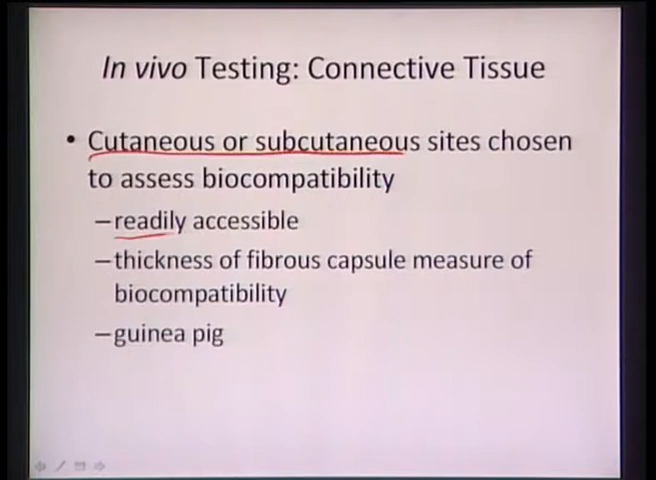 In vivo Testing: Connective Tissue
• Cutaneous or subcutaneous sites chosen
to assess biocompatibility
–readily accessible
–thickness of fibrous capsule measure of
biocompatibility
–guinea pig